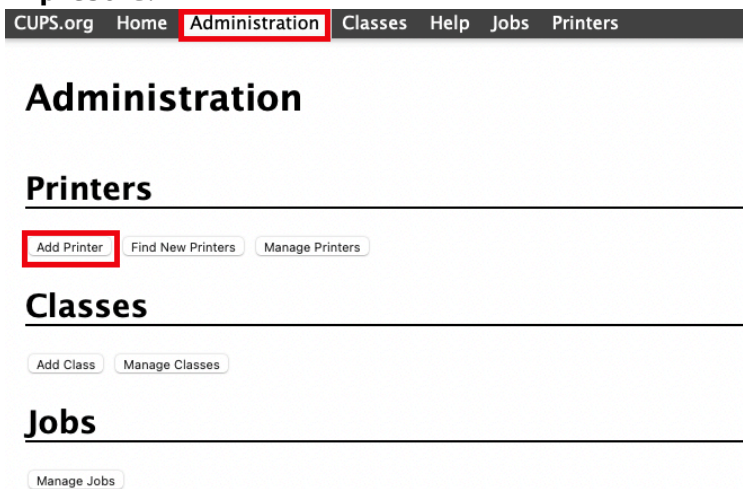 CUPS.org Home Administration Classes Help Jobs Printers
Administration
Printers
Add Printer Find New Printers Manage Printers
Classes
Add Class Manage Classes
Jobs
Manage Jobs